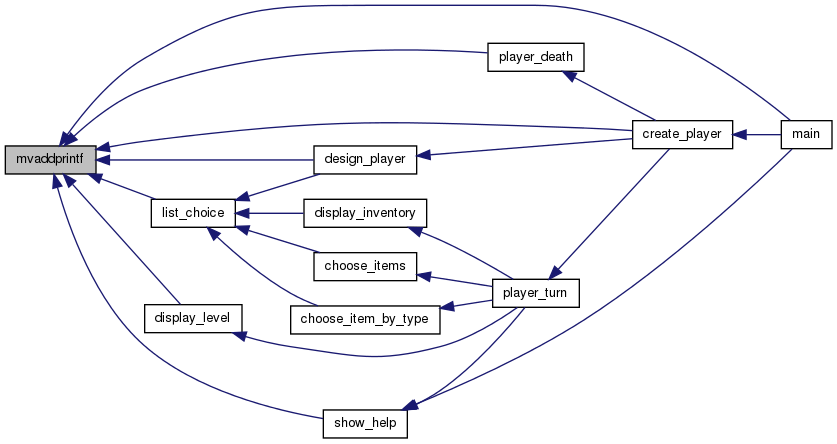 player_death
create_player
main
mvaddprintf
design_player
list_choice
display_inventory
choose_items
player_turn
display_level
choose_item_by_type
show_help